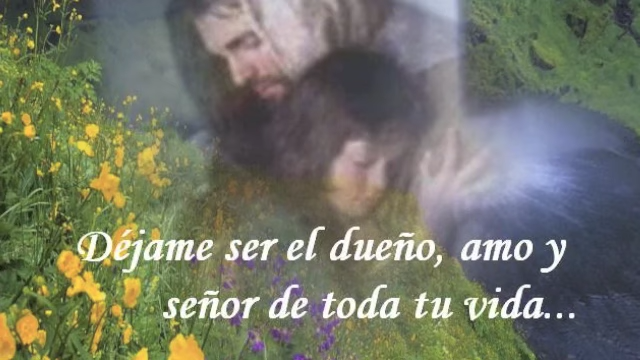 Déjame ser el dueño, amo y
señor de toda tu vida...